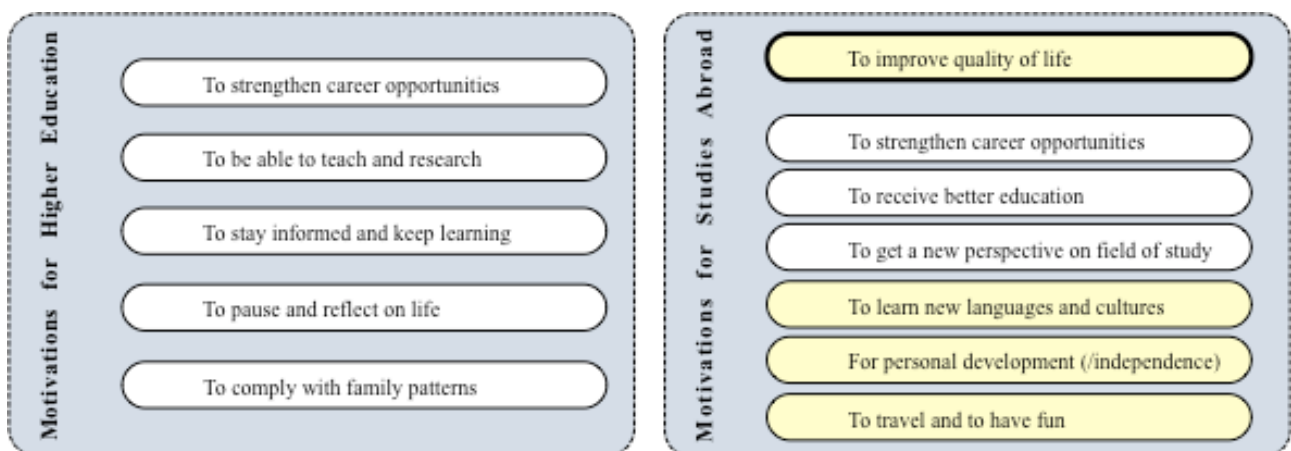 Motivations for Higher Education
To strengthen career opportunities
To be able to teach and research
To stay informed and keep learning
To pause and reflect on life
To comply with family patterns
Motivations for Studies Abroad
To improve quality of life
To strengthen career opportunities
To receive better education
To get a new perspective on field of study
To learn new languages and cultures
For personal development (/independence)
To travel and to have fun